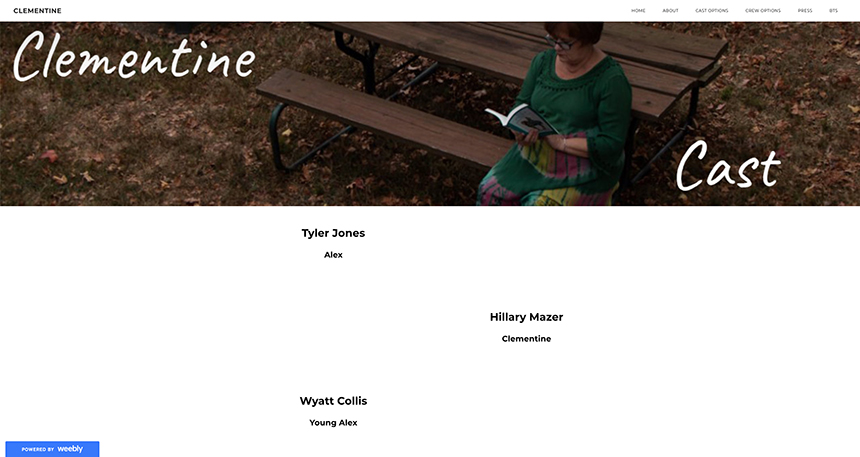 CLEMENTINE
HOME ABOUT CAST OPTIONS CREW OPTIONS PRESS BTS
Clementine
Cast
Tyler Jones
Alex
Hillary Mazer
Clementine
Wyatt Collis
Young Alex
POWERED BY weebly